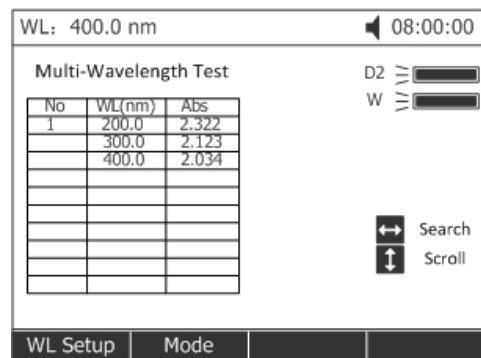 WL: 400.0 nm 08:00:00
Multi-Wavelength Test
D2
W
No WL(nm) Abs
1 200.0 2.322
300.0 2.123
400.0 2.034
Search
Scroll
WL Setup Mode